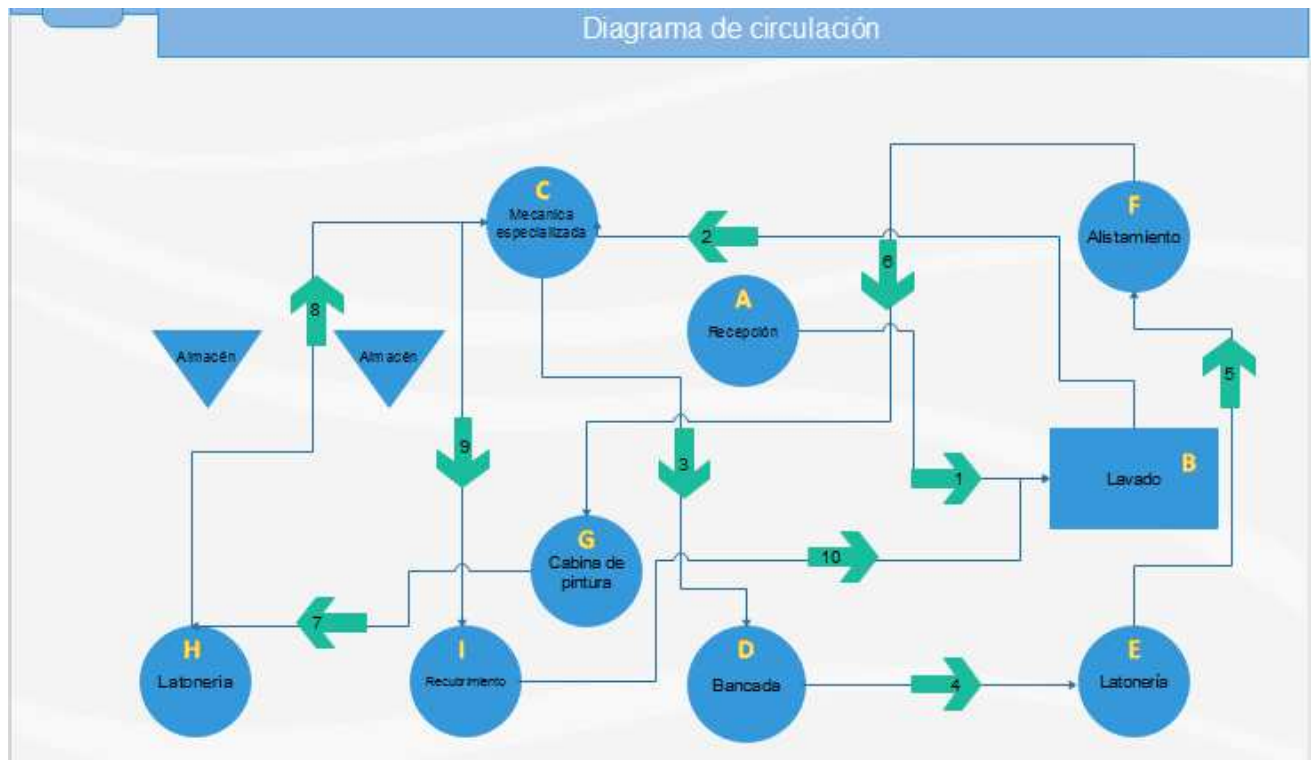 Diagrama de circulación
C
Mecanica
especializada
F
Alistamiento
2
6
A
Recepción
8
Almacén
Almacén
5
9
3
1
B
Lavado
G
Cabina de
pintura
10
7
H
Latoneria
I
Recubrimiento
D
Bancada
4
E
Latonería